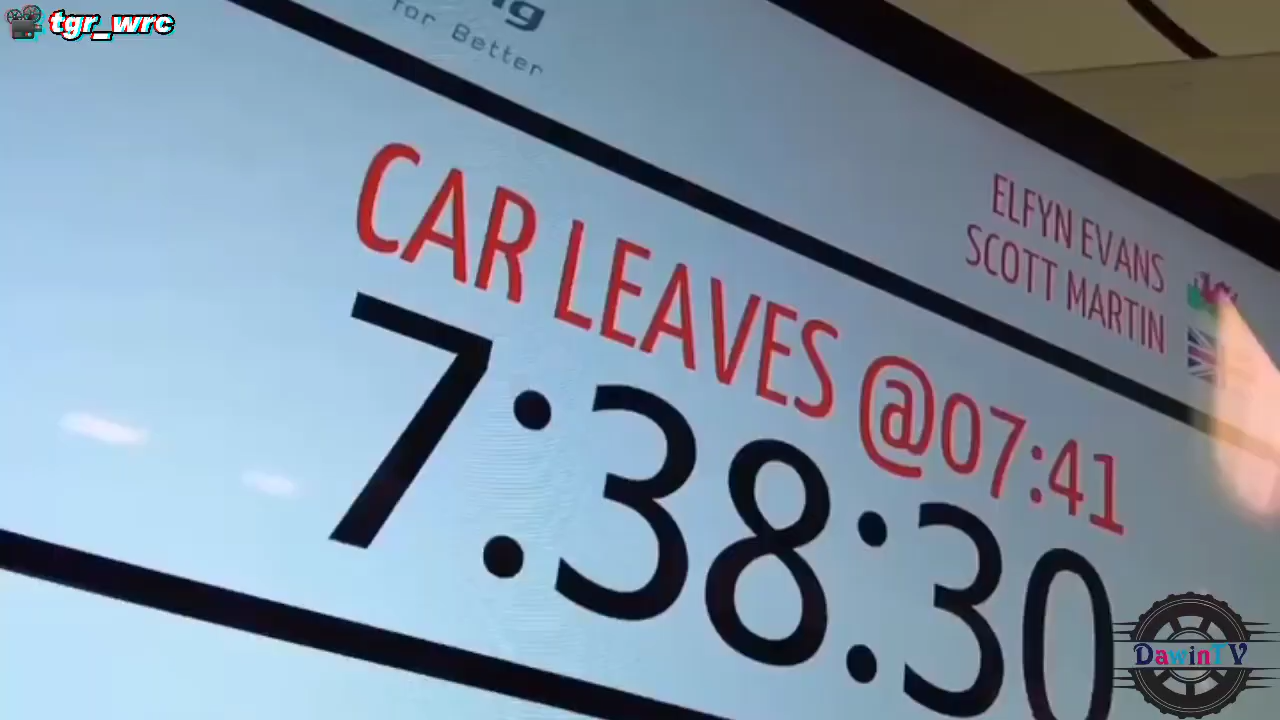 tgr_wrc
for Better
ELFYN EVANS
SCOTT MARTIN
CAR LEAVES @07:41
7:38:30
DawinTV